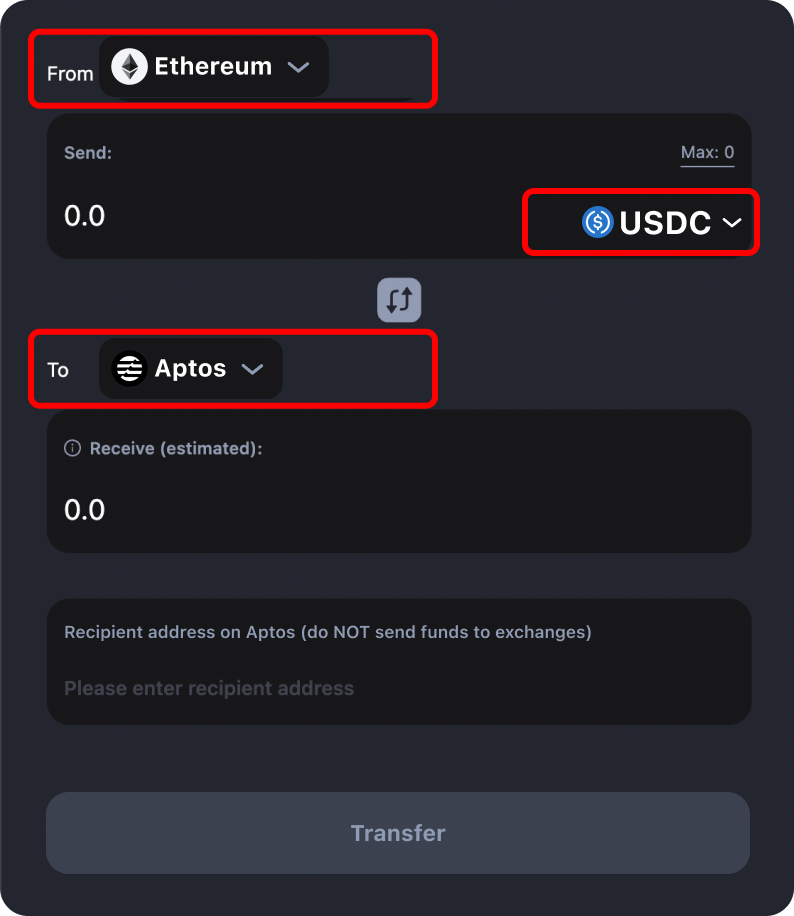 From Ethereum
Send:
Max: 0
0.0
USDC
To Aptos
Receive (estimated):
0.0
Recipient address on Aptos (do NOT send funds to exchanges)
Please enter recipient address
Transfer